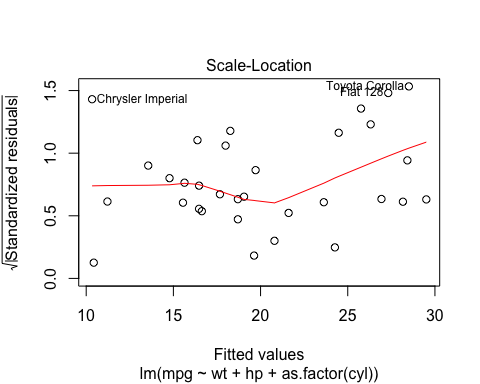 Scale-Location
√|Standardized residuals|
1.5
1.0
0.5
0.0
Toyota Corolla
Fiat 128
Chrysler Imperial
10 15 20 25 30
Fitted values
lm(mpg ~ wt + hp + as.factor(cyl))